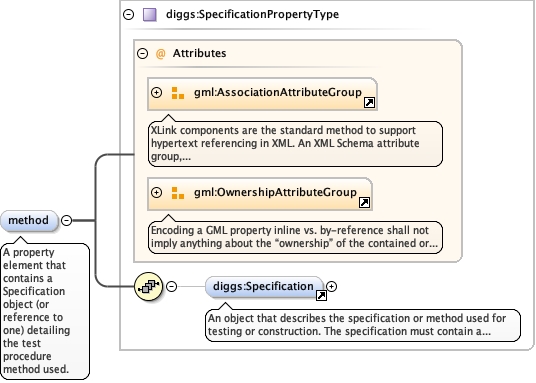 diggs:SpecificationPropertyType
@ Attributes
gml:AssociationAttributeGroup
XLink components are the standard method to support
hypertext referencing in XML. An XML Schema attribute
group,...
gml:OwnershipAttributeGroup
Encoding a GML property inline vs. by-reference shall not
imply anything about the “ownership” of the contained or...
method
A property
element that
contains a
Specification
object (or
reference to
one) detailing
the test
procedure
method used.
diggs:Specification
An object that describes the specification or method used for
testing or construction. The specification must contain a...